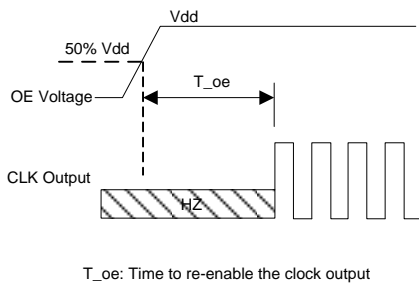 Vdd
50% Vdd
T_oe
OE Voltage
CLK Output
HZ
T_oe: Time to re-enable the clock output